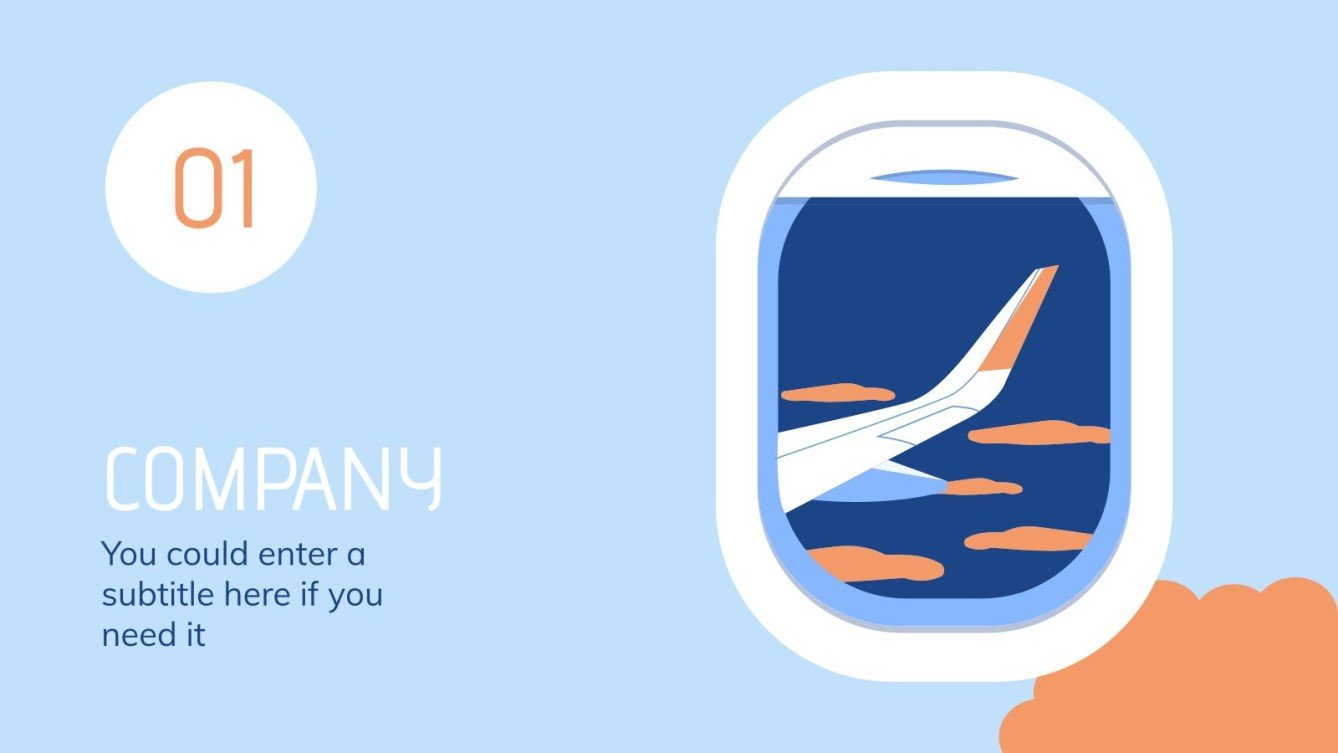 01
COMPANY
You could enter a
subtitle here if you
need it